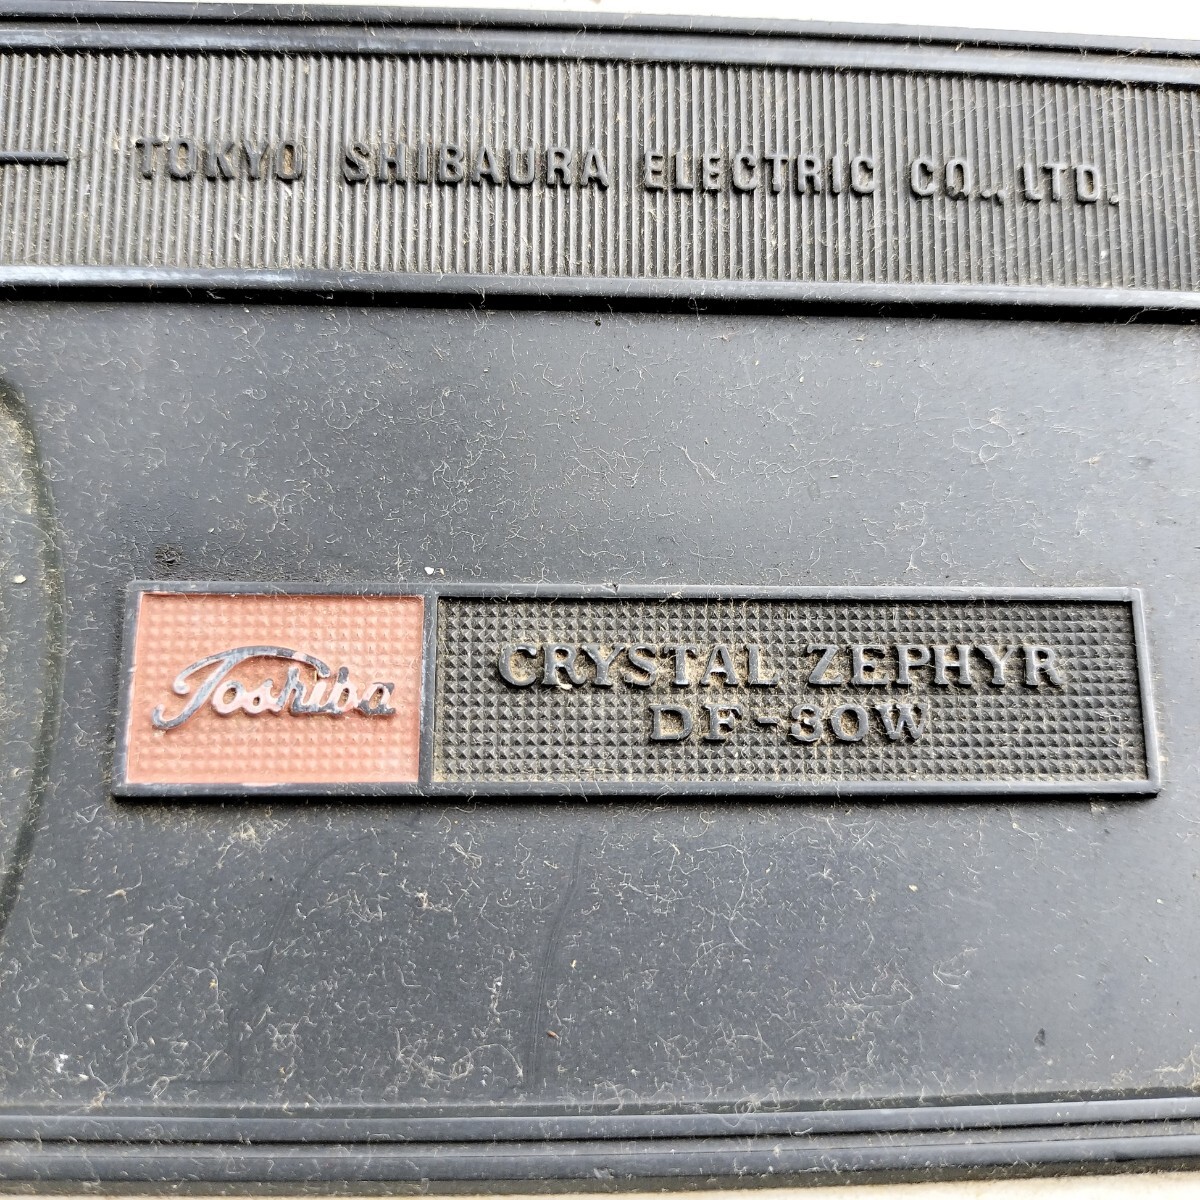 TOKYO SHIBAURA ELECTRIC CO., LTD.
Toshiba
CRYSTAL ZEPHYR
DF-30W